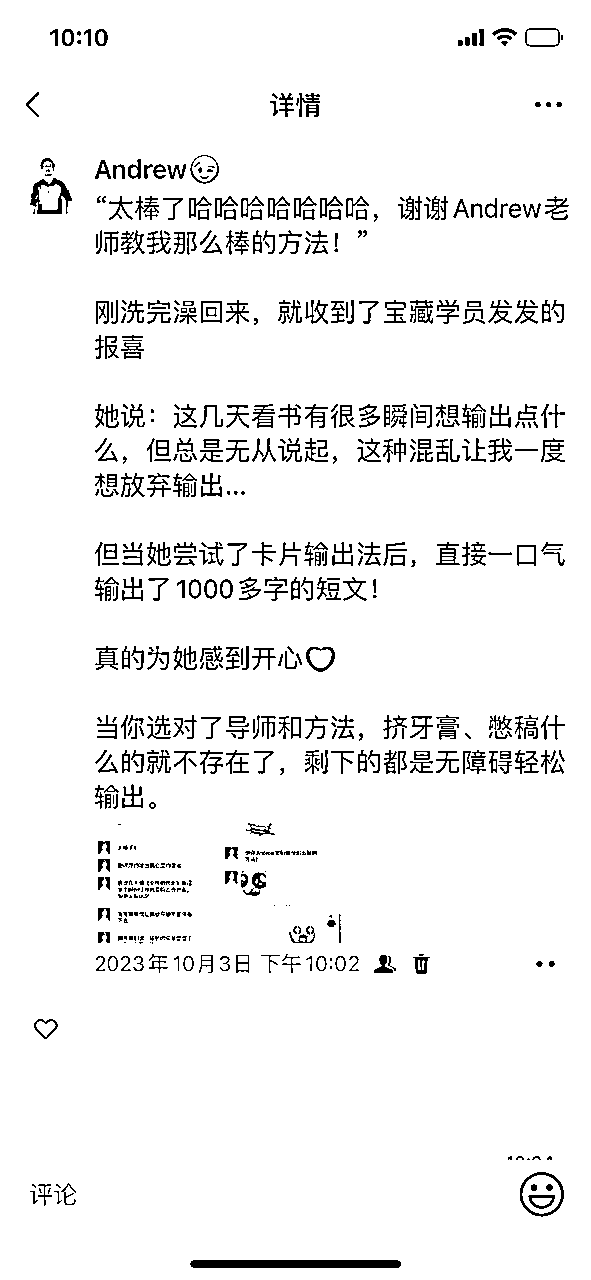 10:10
详情
Andrew😉
“太棒了哈哈哈哈哈哈哈，谢谢Andrew老
师教我那么棒的方法！”
刚洗完澡回来，就收到了宝藏学员发发的
报喜
她说：这几天看书有很多瞬间想输出点什
么，但总是无从说起，这种混乱让我一度
想放弃输出...
但当她尝试了卡片输出法后，直接一口气
输出了1000多字的短文！
真的为她感到开心❤
当你选对了导师和方法，挤牙膏、憋稿什
么的就不存在了，剩下的都是无障碍轻松
输出。
2023年10月3日 下午10:02
评论